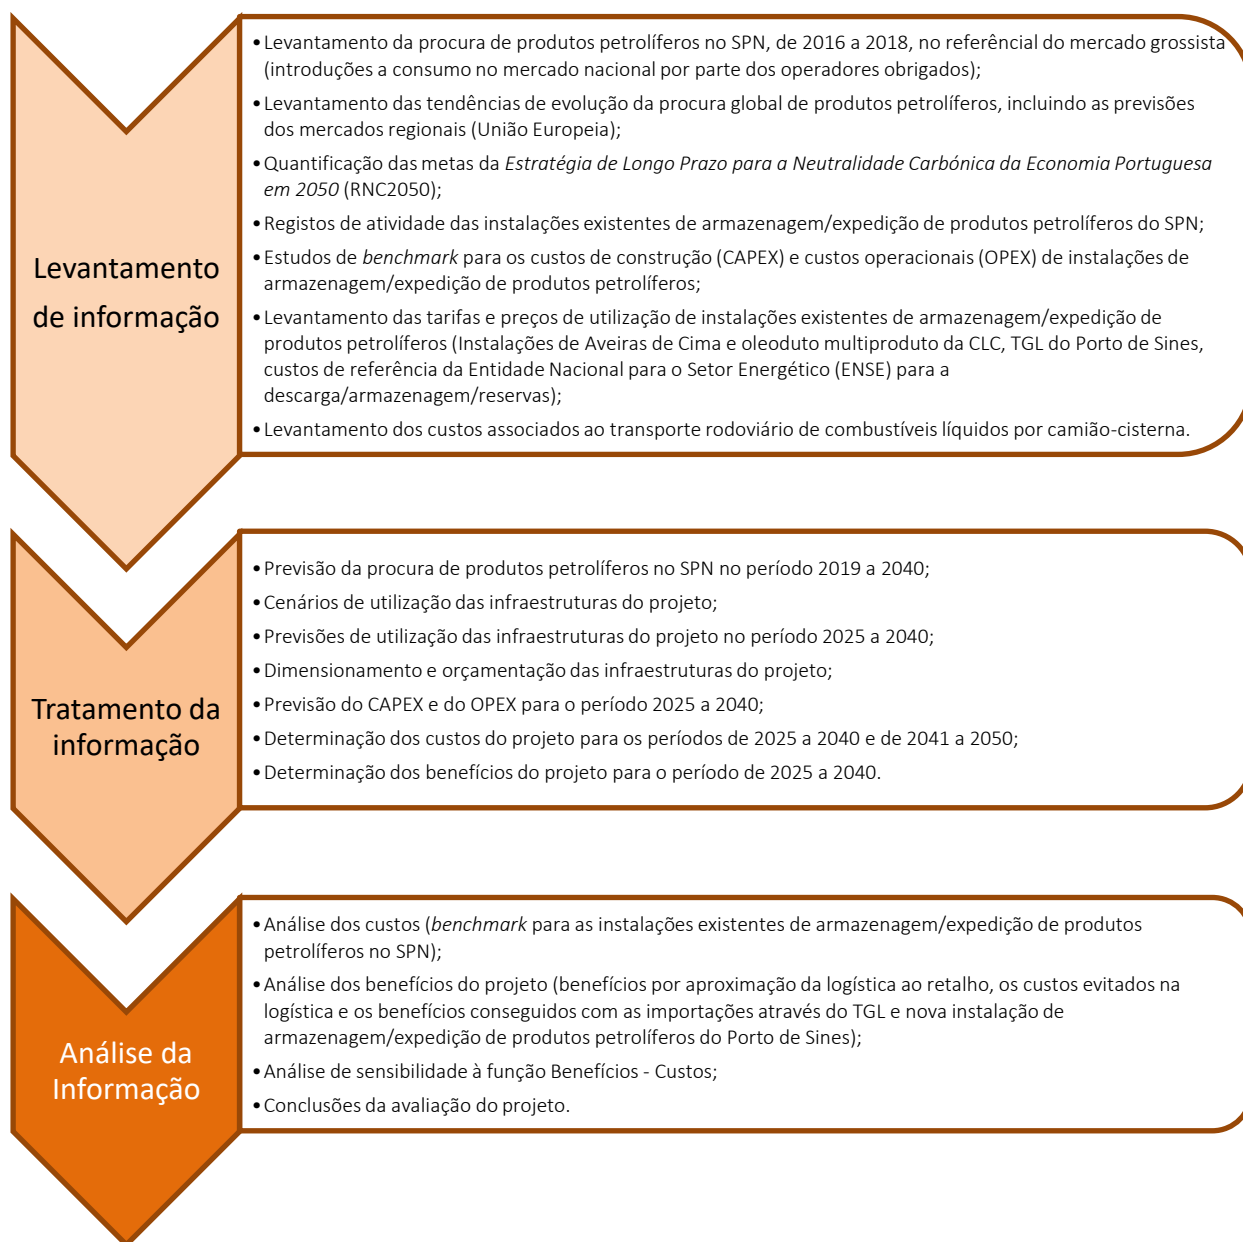 Levantamento
de informação
•Levantamento da procura de produtos petrolíferos no SPN, de 2016 a 2018, no referêncial do mercado grossista
(introduções a consumo no mercado nacional por parte dos operadores obrigados);
•Levantamento das tendências de evolução da procura global de produtos petrolíferos, incluindo as previsões
dos mercados regionais (União Europeia);
•Quantificação das metas da Estratégia de Longo Prazo para a Neutralidade Carbónica da Economia Portuguesa
em 2050 (RNC2050);
•Registos de atividade das instalações existentes de armazenagem/expedição de produtos petrolíferos do SPN;
•Estudos de benchmark para os custos de construção (CAPEX) e custos operacionais (OPEX) de instalações de
armazenagem/expedição de produtos petrolíferos;
•Levantamento das tarifas e preços de utilização de instalações existentes de armazenagem/expedição de
produtos petrolíferos (Instalações de Aveiras de Cima e oleoduto multiproduto da CLC, TGL do Porto de Sines,
custos de referência da Entidade Nacional para o Setor Energético (ENSE) para a
descarga/armazenagem/reservas);
•Levantamento dos custos associados ao transporte rodoviário de combustíveis líquidos por camião-cisterna.
Tratamento da
informação
•Previsão da procura de produtos petrolíferos no SPN no período 2019 a 2040;
•Cenários de utilização das infraestruturas do projeto;
•Previsões de utilização das infraestruturas do projeto no período 2025 a 2040;
•Dimensionamento e orçamentação das infraestruturas do projeto;
•Previsão do CAPEX e do OPEX para o período 2025 a 2040;
•Determinação dos custos do projeto para os períodos de 2025 a 2040 e de 2041 a 2050;
•Determinação dos benefícios do projeto para o período de 2025 a 2040.
Análise da
Informação
•Análise dos custos (benchmark para as instalações existentes de armazenagem/expedição de produtos
petrolíferos no SPN);
•Análise dos benefícios do projeto (benefícios por aproximação da logística ao retalho, os custos evitados na
logística e os benefícios conseguidos com as importações através do TGL e nova instalação de
armazenagem/expedição de produtos petrolíferos do Porto de Sines);
•Análise de sensibilidade à função Benefícios - Custos;
•Conclusões da avaliação do projeto.